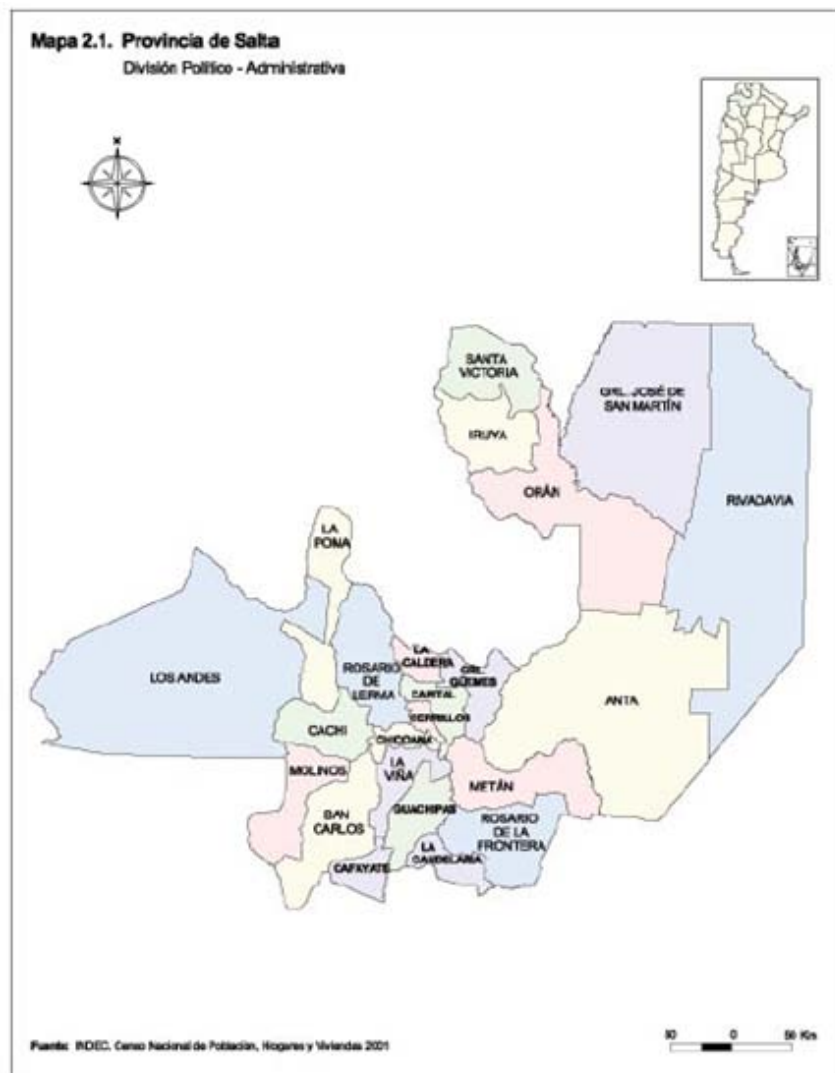 Mapa 2.1. Provincia de Salta
División Político - Administrativa
N
SANTA
VICTORIA
GRL. JOSÉ DE
SAN MARTÍN
IRUYA
ORÁN
RIVADAVIA
LA
POMA
LA
CALDERA
GRL.
GÜEMES
LOS ANDES
ROSARIO
DE
LERMA
CAPITAL
ANTA
CERRILLOS
CACHI
CHICOANA
MOLINOS
LA
VIÑA
METÁN
SAN
CARLOS
GUACHIPAS
ROSARIO
DE LA
FRONTERA
LA
CANDELARIA
CAFAYATE
Fuente: INDEC. Censo Nacional de Población, Hogares y Viviendas 2001
50 0 50 Km